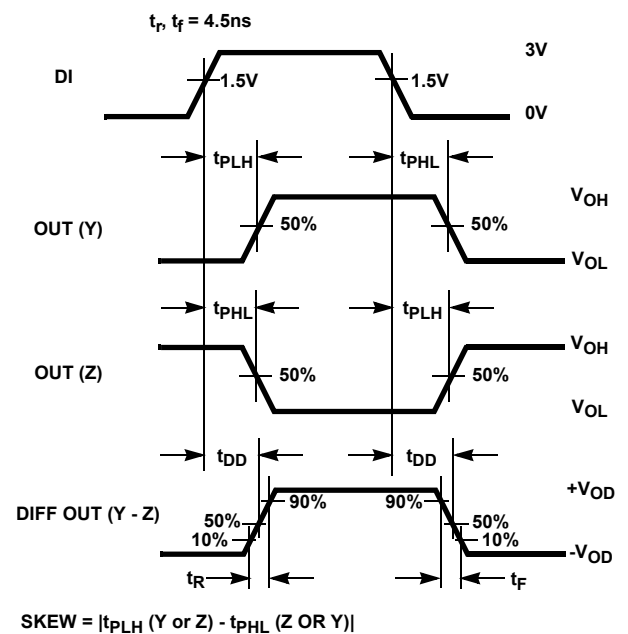 tr, tf = 4.5ns
3V
DI
1.5V
1.5V
0V
tPLH
tPHL
VOH
OUT (Y)
50%
50%
VOL
tPHL
tPLH
VOH
OUT (Z)
50%
50%
VOL
tDD
tDD
+VOD
90%
90%
DIFF OUT (Y - Z)
50%
50%
10%
10%
-VOD
tR
tF
SKEW = |tPLH (Y or Z) - tPHL (Z OR Y)|